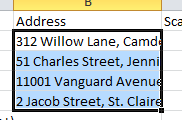 B
Address Sca
312 Willow Lane, Camd
51 Charles Street, Jenni
11001 Vanguard Avenue
2 Jacob Street, St. Claire